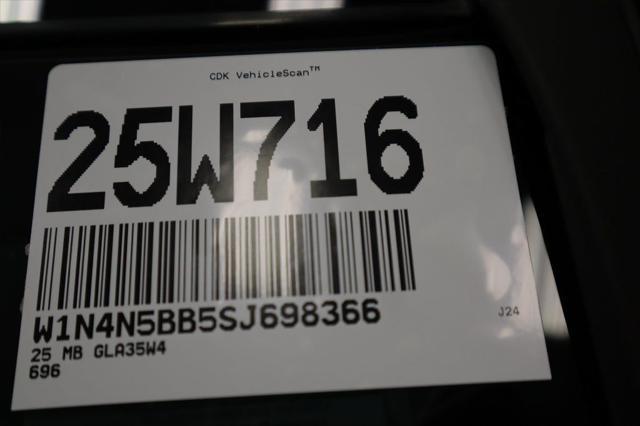 CDK VehicleScan™
25W716
W1N4N5BB5SJ698366
25 MB GLA35W4
696
J24